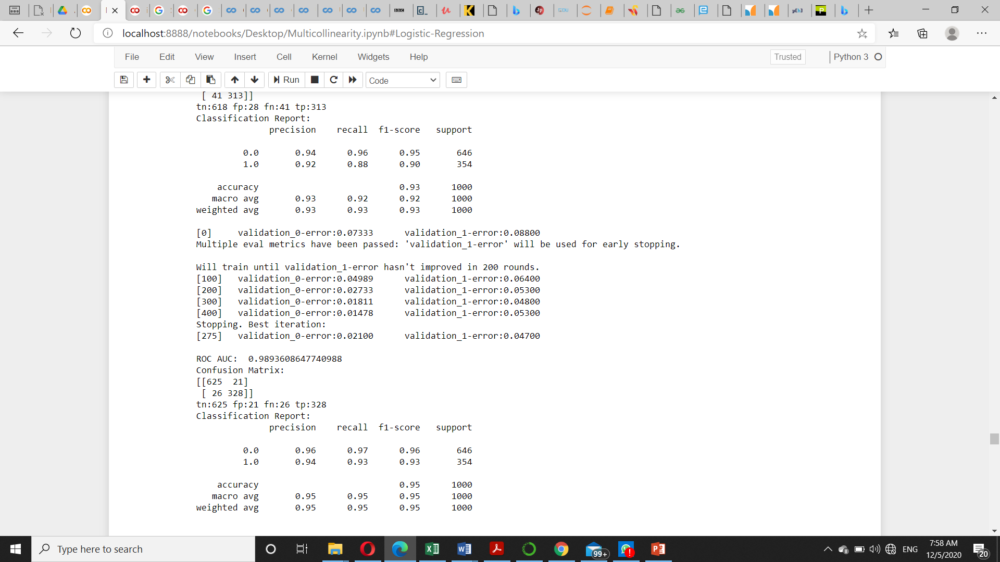 localhost:8888/notebooks/Desktop/Multicollinearity.ipynb#Logistic-Regression
File Edit View Insert Cell Kernel Widgets Help Trusted Python 3
Run Code
[ 41 313]]
tn:618 fp:28 fn:41 tp:313
Classification Report:
precision recall f1-score support
0.0 0.94 0.96 0.95 646
1.0 0.92 0.88 0.90 354
accuracy 0.93 1000
macro avg 0.93 0.92 0.92 1000
weighted avg 0.93 0.93 0.93 1000
[0] validation_0-error:0.07333 validation_1-error:0.08800
Multiple eval metrics have been passed: 'validation_1-error' will be used for early stopping.
Will train until validation_1-error hasn't improved in 200 rounds.
[100] validation_0-error:0.04989 validation_1-error:0.06400
[200] validation_0-error:0.02733 validation_1-error:0.05300
[300] validation_0-error:0.01811 validation_1-error:0.04800
[400] validation_0-error:0.01478 validation_1-error:0.05300
Stopping. Best iteration:
[275] validation_0-error:0.02100 validation_1-error:0.04700
ROC AUC: 0.9893608647740988
Confusion Matrix:
[[625 21]
[ 26 328]]
tn:625 fp:21 fn:26 tp:328
Classification Report:
precision recall f1-score support
0.0 0.96 0.97 0.96 646
1.0 0.94 0.93 0.93 354
accuracy 0.95 1000
macro avg 0.95 0.95 0.95 1000
weighted avg 0.95 0.95 0.95 1000
Type here to search
99+
ENG
7:58 AM
12/5/2020
20